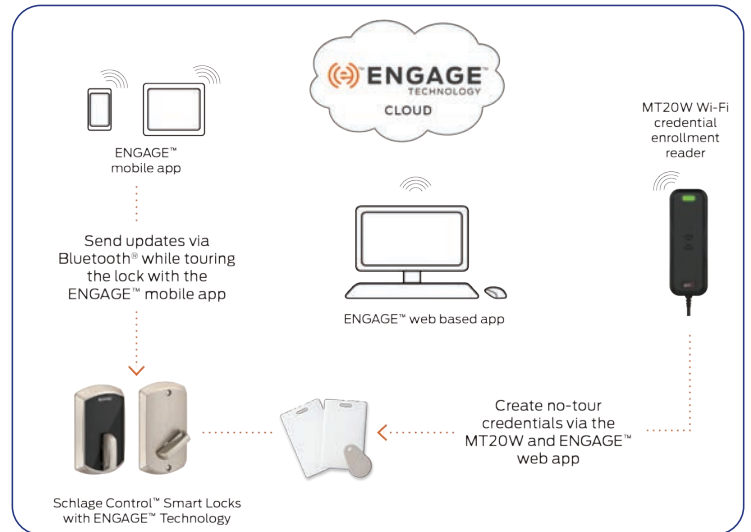 ENGAGE™
TECHNOLOGY
CLOUD
MT20W Wi-Fi
credential
enrollment
reader
ENGAGE™
mobile app
Send updates via
Bluetooth® while touring
the lock with the
ENGAGE™ mobile app
ENGAGE™ web based app
Create no-tour
credentials via the
MT20W and ENGAGE™
web app
Schlage Control™ Smart Locks
with ENGAGE™ Technology